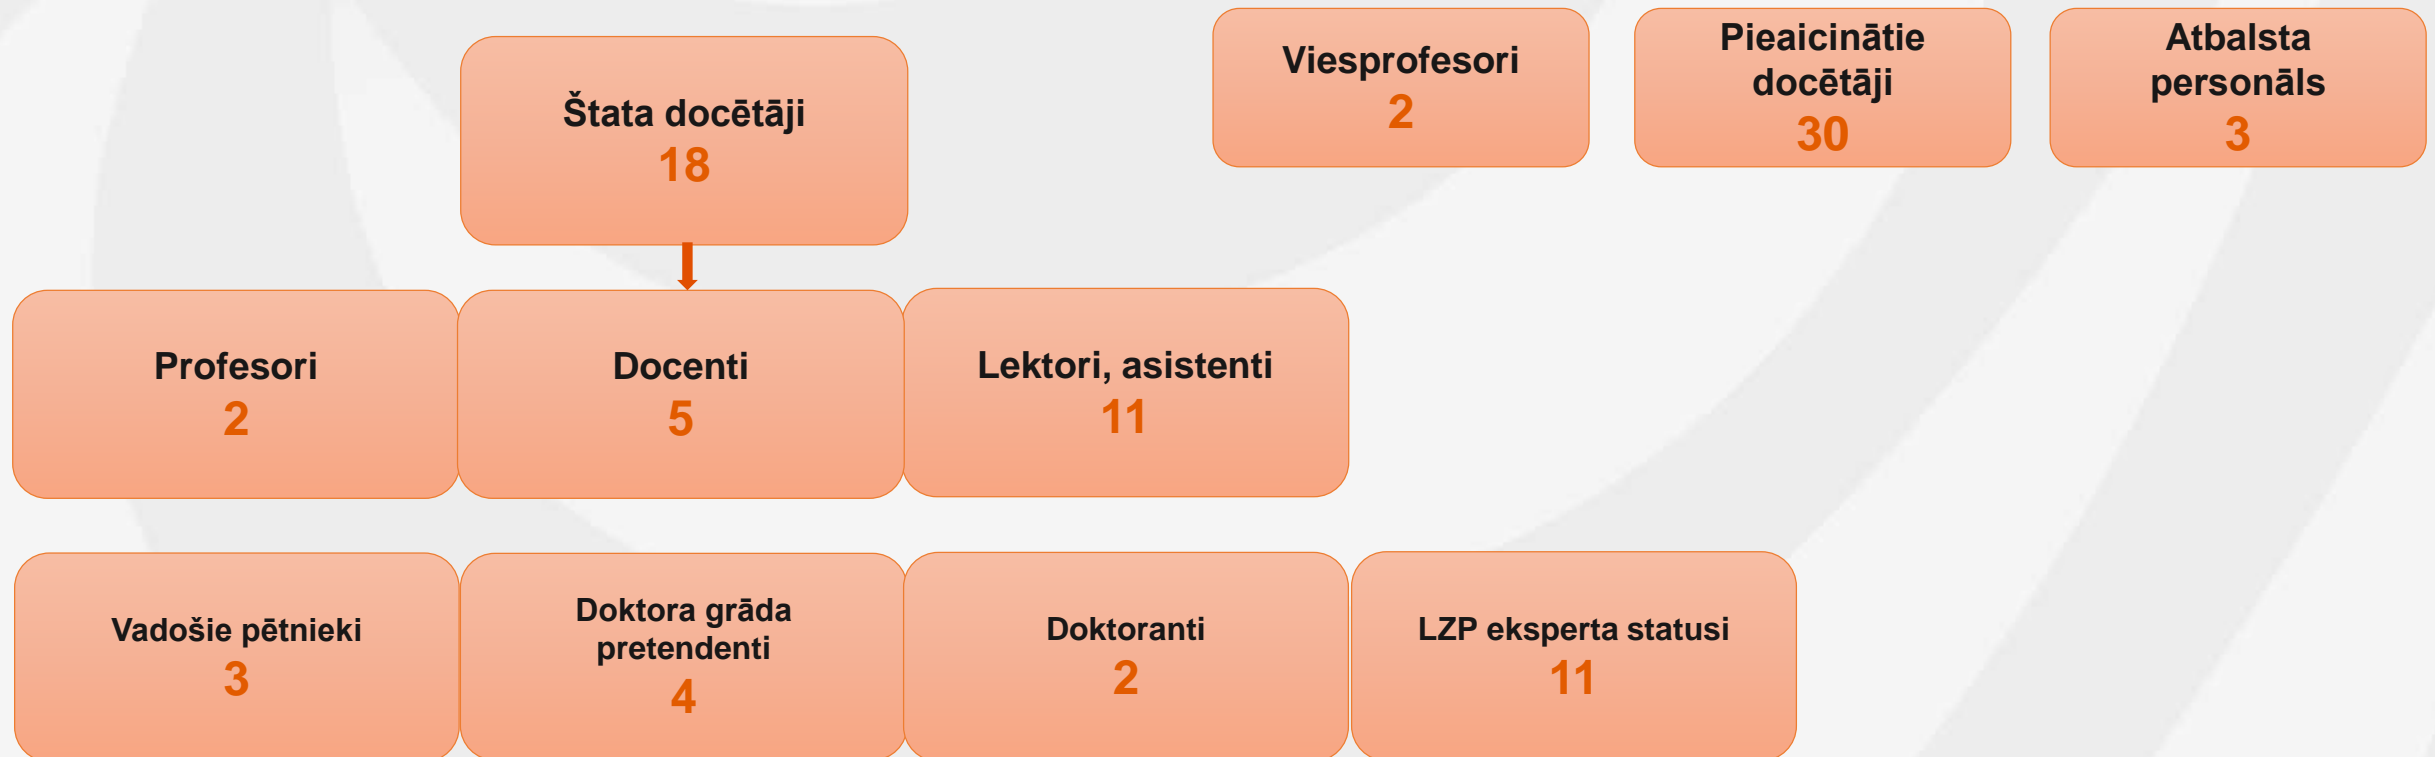 Štata docētāji
18
Viesprofesori
2
Pieaicinātie
docētāji
30
Atbalsta
personāls
3
Profesori
2
Docenti
5
Lektori, asistenti
11
Vadošie pētnieki
3
Doktora grāda
pretendenti
4
Doktoranti
2
LZP eksperta statusi
11